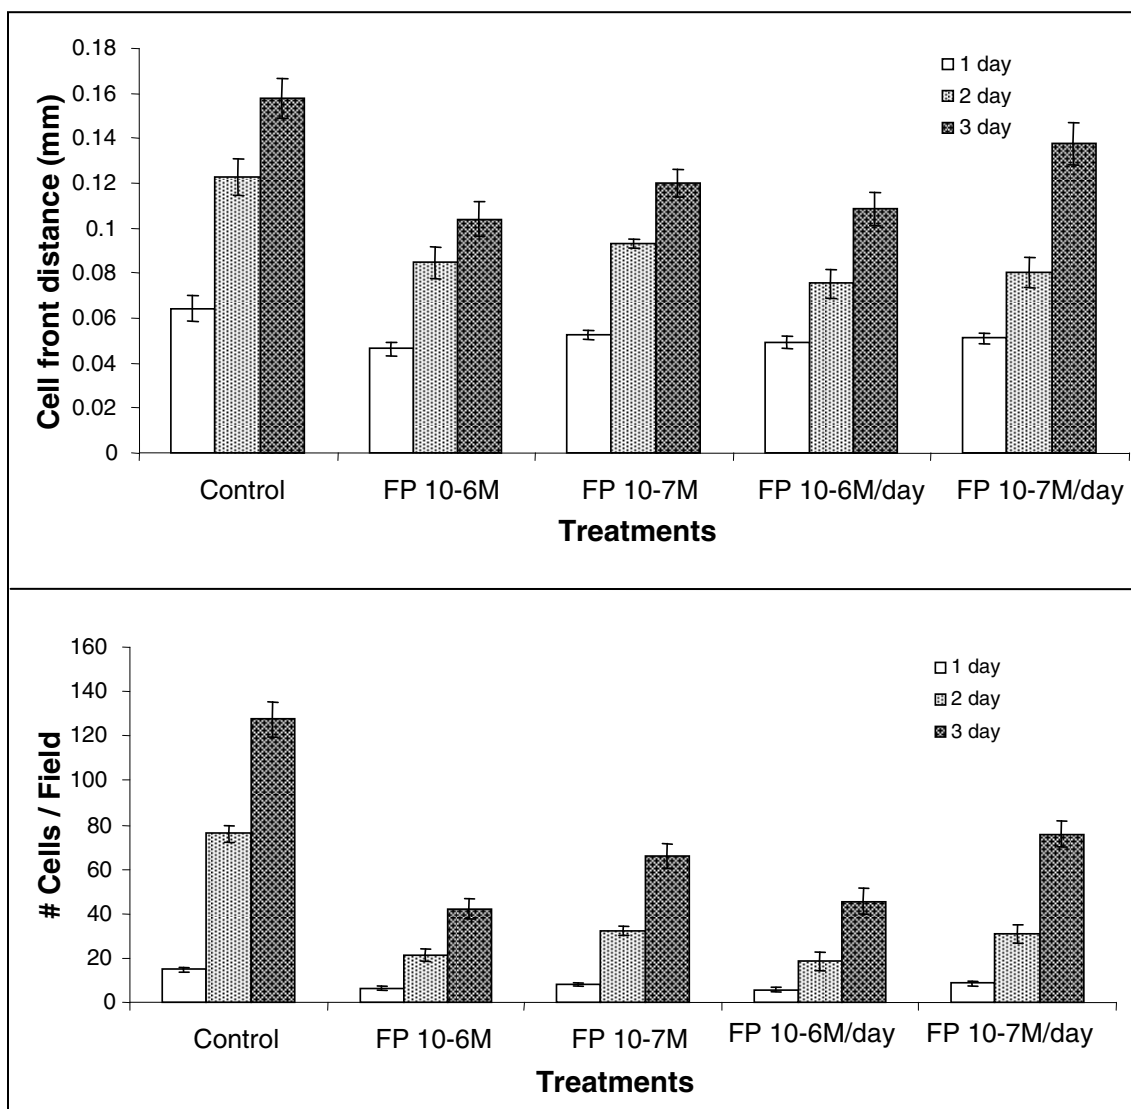 0.18
0.16
0.14
0.12
0.1
0.08
0.06
0.04
0.02
0
Cell front distance (mm)
1 day
2 day
3 day
Control FP 10-6M FP 10-7M FP 10-6M/day FP 10-7M/day
Treatments
160
140
120
100
80
60
40
20
0
# Cells / Field
1 day
2 day
3 day
Control FP 10-6M FP 10-7M FP 10-6M/day FP 10-7M/day
Treatments